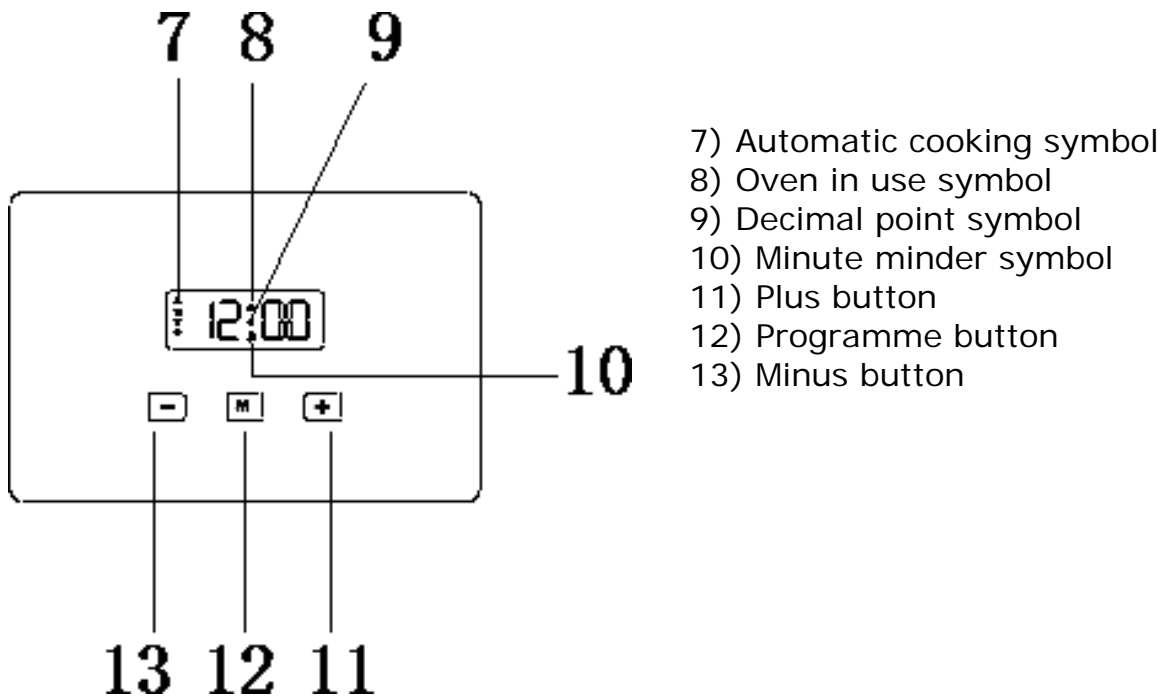 7 8 9
7) Automatic cooking symbol
8) Oven in use symbol
9) Decimal point symbol
10) Minute minder symbol
11) Plus button
12) Programme button
13) Minus button
12:00
10
- M +
13 12 11